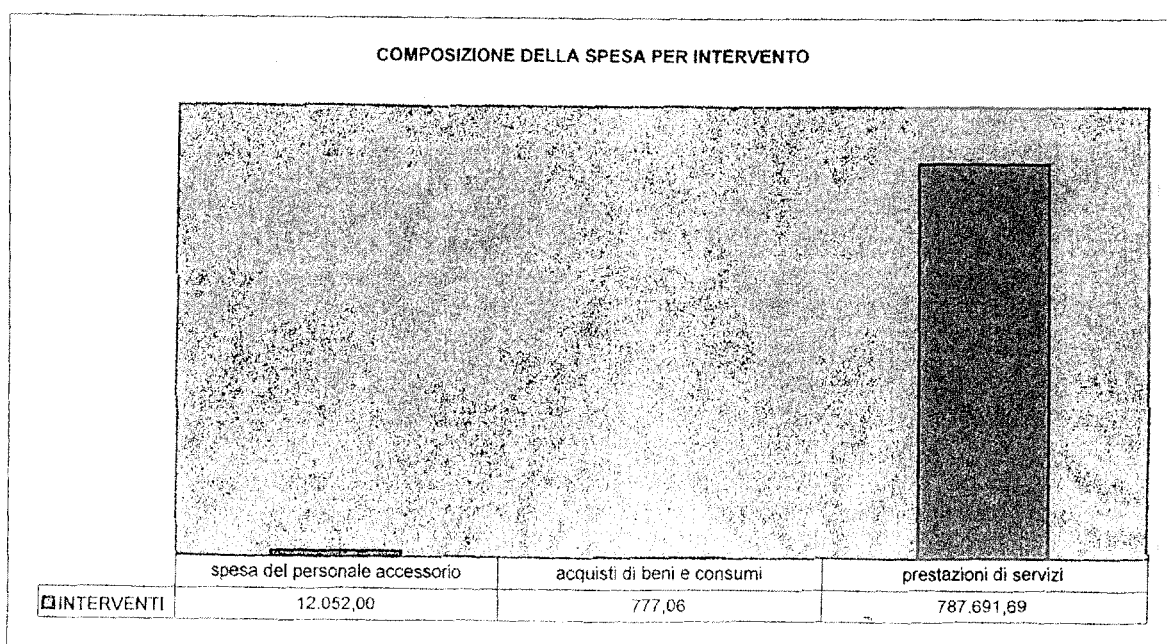 COMPOSIZIONE DELLA SPESA PER INTERVENTO
spesa del personale accessorio acquisti di beni e consumi prestazioni di servizi
INTERVENTI 12.052,00 777,06 787.691,69